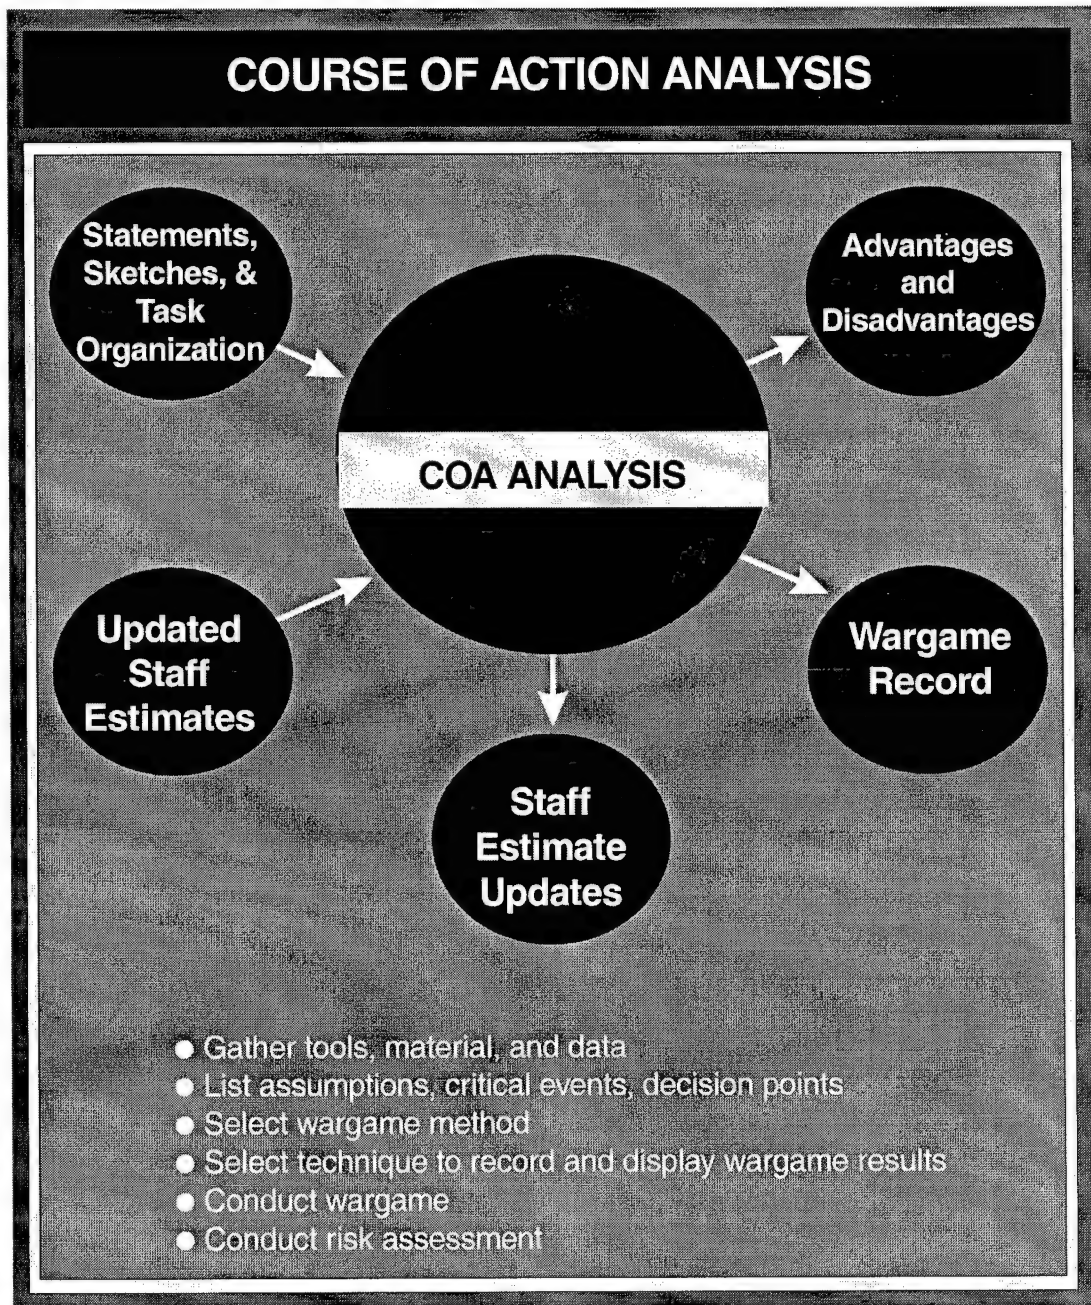 COURSE OF ACTION ANALYSIS
Statements,
Sketches, &
Task
Organization
Advantages
and
Disadvantages
COA ANALYSIS
Updated
Staff
Estimates
Wargame
Record
Staff
Estimate
Updates
● Gather tools, material, and data
● List assumptions, critical events, decision points
● Select wargame method
● Select technique to record and display wargame results
● Conduct wargame
● Conduct risk assessment